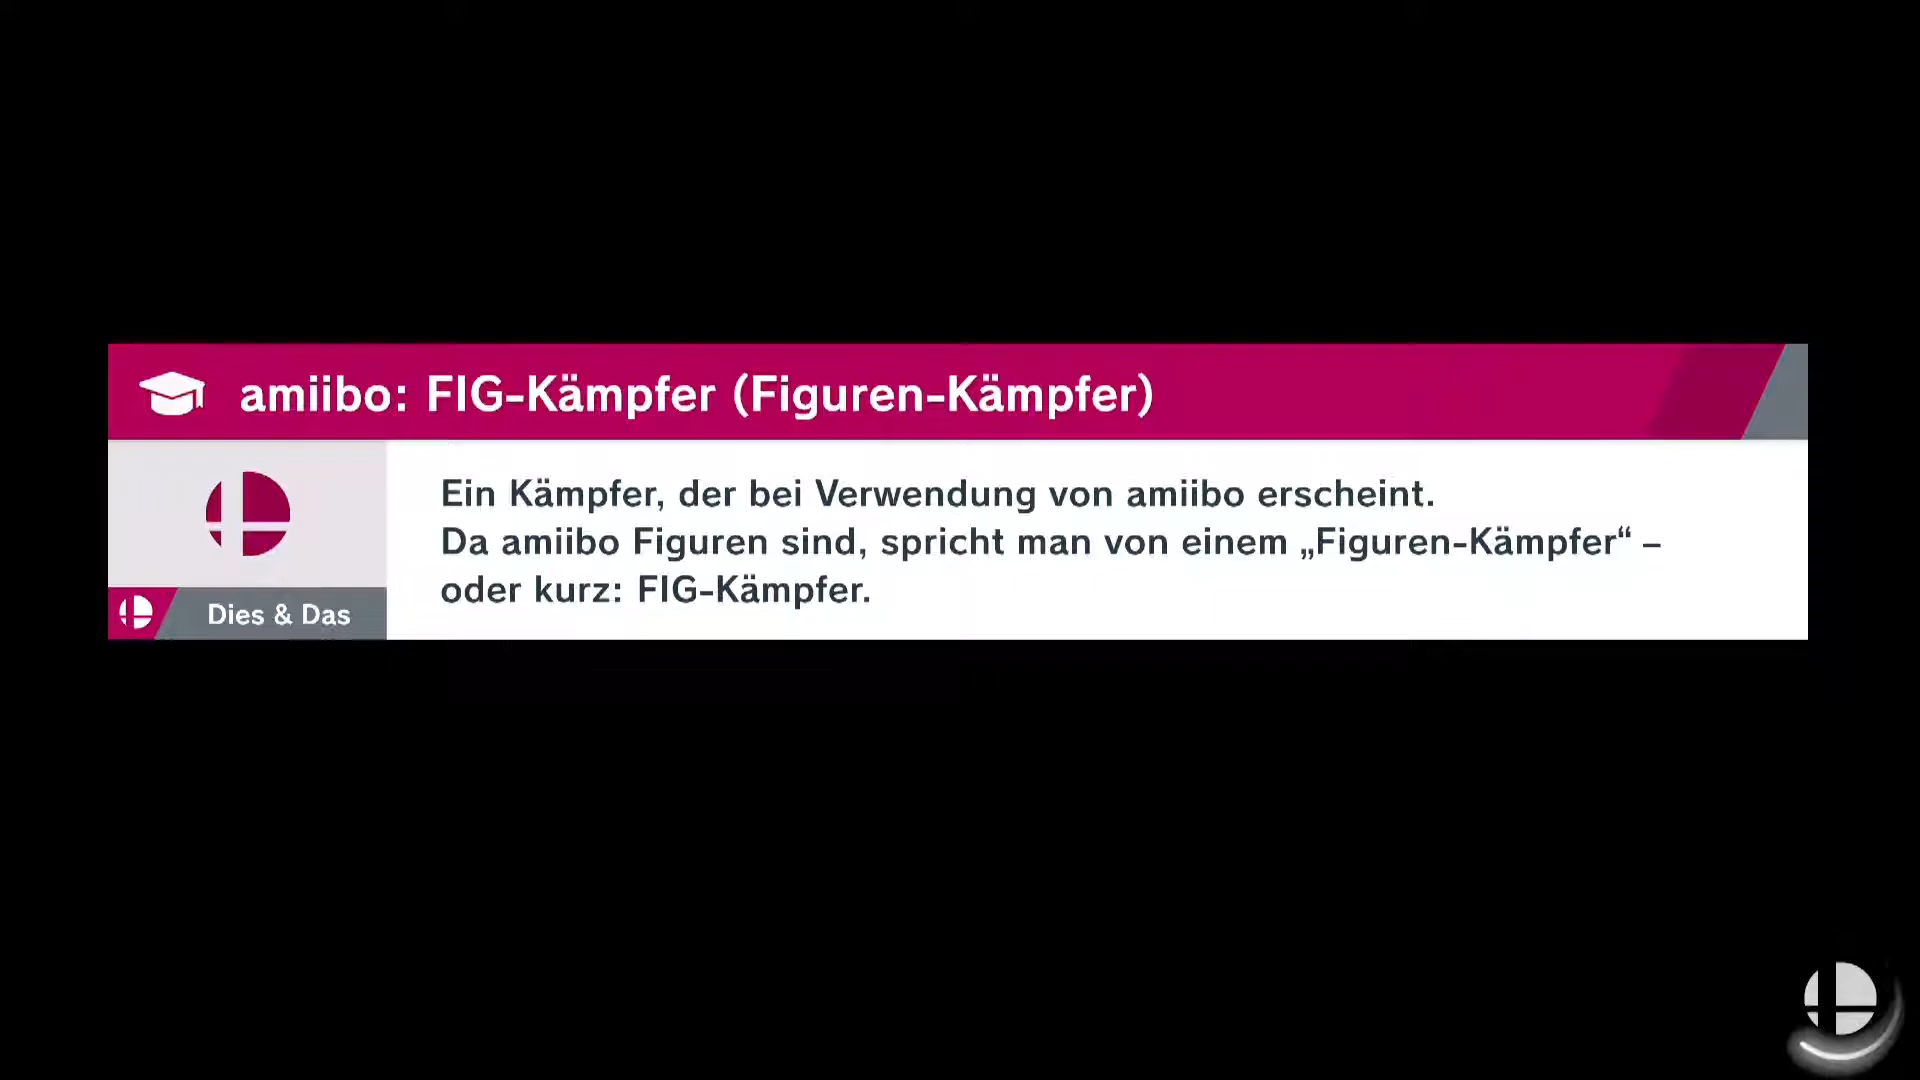 amiibo: FIG-Kämpfer (Figuren-Kämpfer)
Ein Kämpfer, der bei Verwendung von amiibo erscheint.
Da amiibo Figuren sind, spricht man von einem „Figuren-Kämpfer“ –
oder kurz: FIG-Kämpfer.
Dies & Das